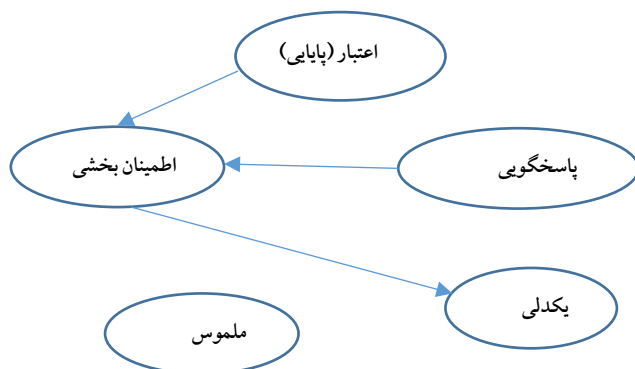 اعتبار (پایایی)
پاسخگویی
اطمینان بخشی
یکدلی
ملموس